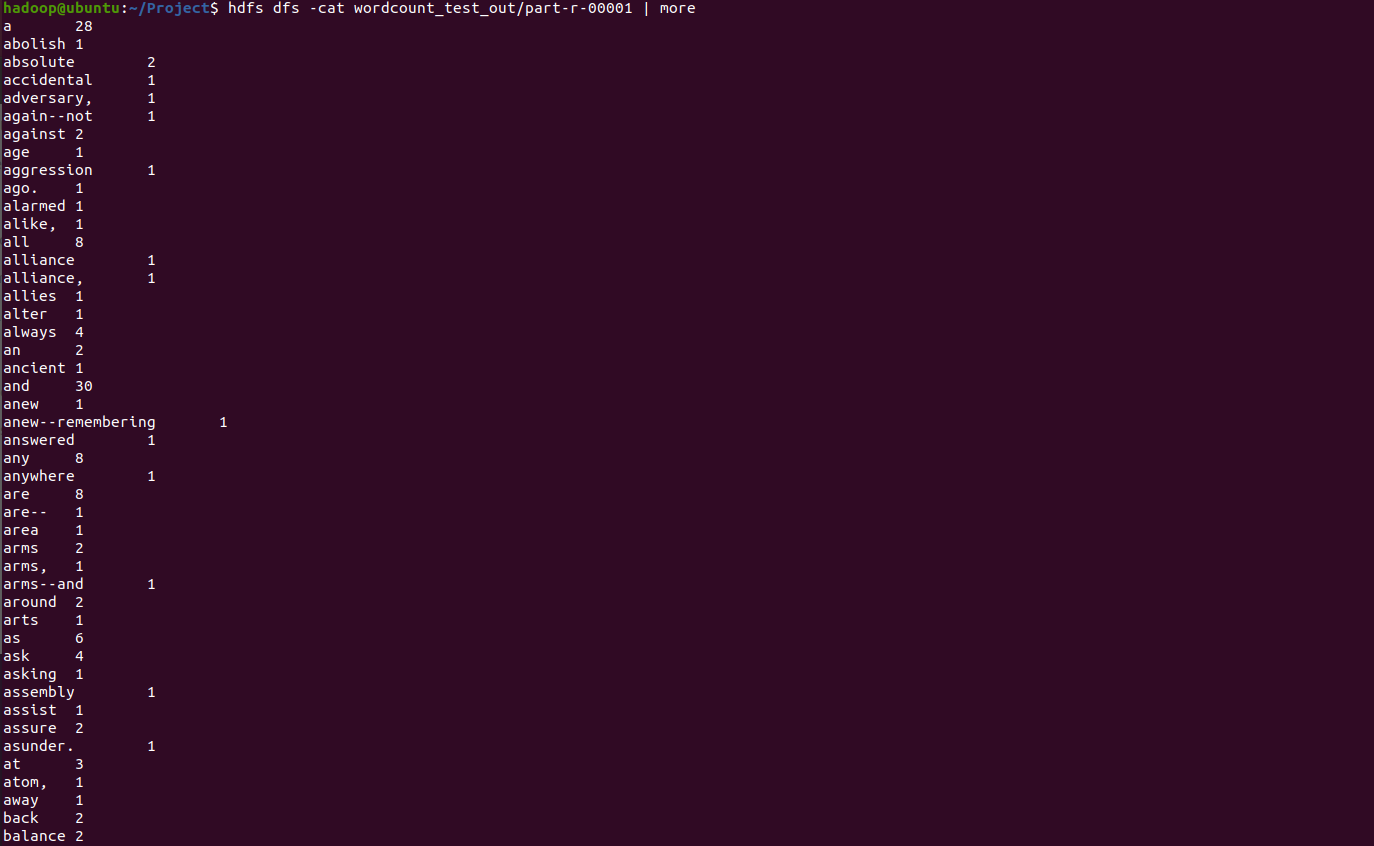 hadoop@ubuntu:~/Project$ hdfs dfs -cat wordcount_test_out/part-r-00001 | more
a	28
abolish	1
absolute	2
accidental	1
adversary,	1
again--not	1
against	2
age	1
aggression	1
ago.	1
alarmed	1
alike,	1
all	8
alliance	1
alliance,	1
allies	1
alter	1
always	4
an	2
ancient	1
and	30
anew	1
anew--remembering	1
answered	1
any	8
anywhere	1
are	8
are--	1
area	1
arms	2
arms,	1
arms--and	1
around	2
arts	1
as	6
ask	4
asking	1
assembly	1
assist	1
assure	2
asunder.	1
at	3
atom,	1
away	1
back	2
balance	2